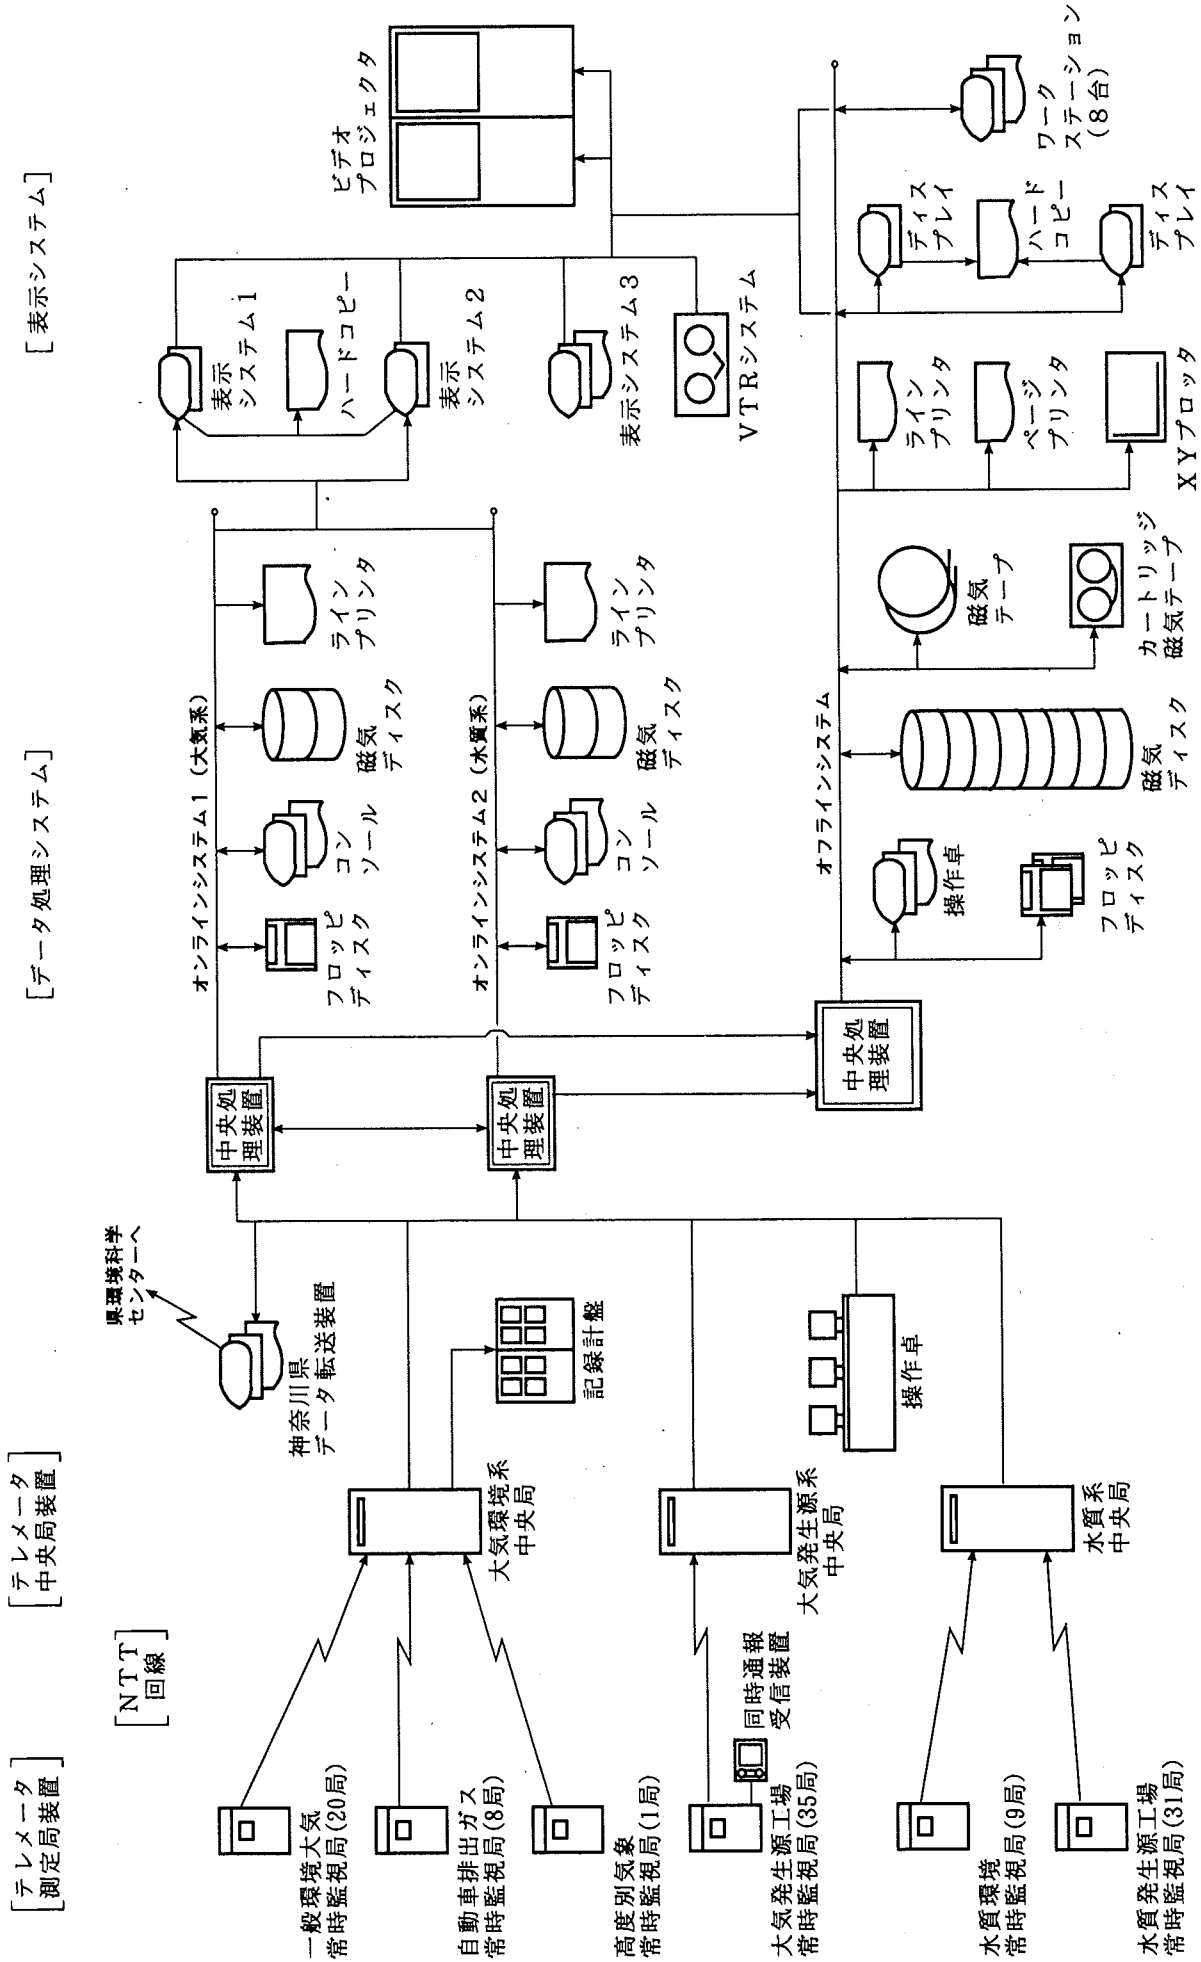 [テレメータ
測定局装置]
[NTT
回線]
[テレメータ
中央局装置]
[データ処理システム]
[表示システム]
一般環境大気
常時監視局(20局)
自動車排出ガス
常時監視局(8局)
高度別気象
常時監視局(1局)
大気発生源工場
常時監視局(35局)
同時通報
受信装置
水質環境
常時監視局(9局)
水質発生源工場
常時監視局(31局)
県環境科学
センターへ
神奈川県
データ転送装置
大気環境系
中央局
記録計盤
大気発生源系
中央局
操作卓
水質系
中央局
中央処
理装置
中央処
理装置
中央処
理装置
オンラインシステム1(大気系)
フロッピ
ディスク
コン
ソール
磁気
ディスク
ライン
プリンタ
オンラインシステム2(水質系)
フロッピ
ディスク
コン
ソール
磁気
ディスク
ライン
プリンタ
オフラインシステム
操作卓
フロッピ
ディスク
磁気
ディスク
磁気
テープ
カートリッジ
磁気テープ
ライン
プリンタ
ページ
プリンタ
XYプロッタ
表示
システム1
ハードコピー
表示
システム2
表示システム3
VTRシステム
ビデオ
プロジェクタ
ディス
プレイ
ハード
コピー
ディス
プレイ
ワーク
ステーション
(8台)